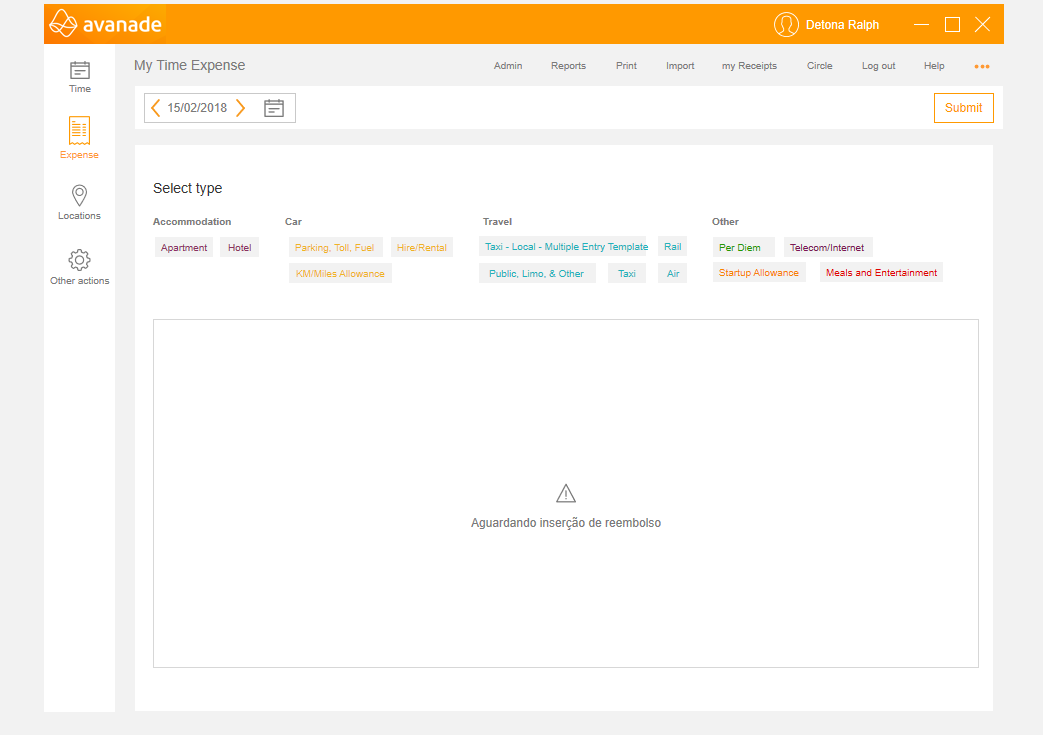 avanade
Detona Ralph
My Time Expense
Admin Reports Print Import my Receipts Circle Log out Help
Time
Expense
Locations
Other actions
15/02/2018
Submit
Select type
Accommodation
Apartment Hotel
Car
Parking, Toll, Fuel Hire/Rental
KM/Miles Allowance
Travel
Taxi - Local - Multiple Entry Template Rail
Public, Limo, & Other Taxi Air
Other
Per Diem Telecom/Internet
Startup Allowance Meals and Entertainment
Aguardando inserção de reembolso